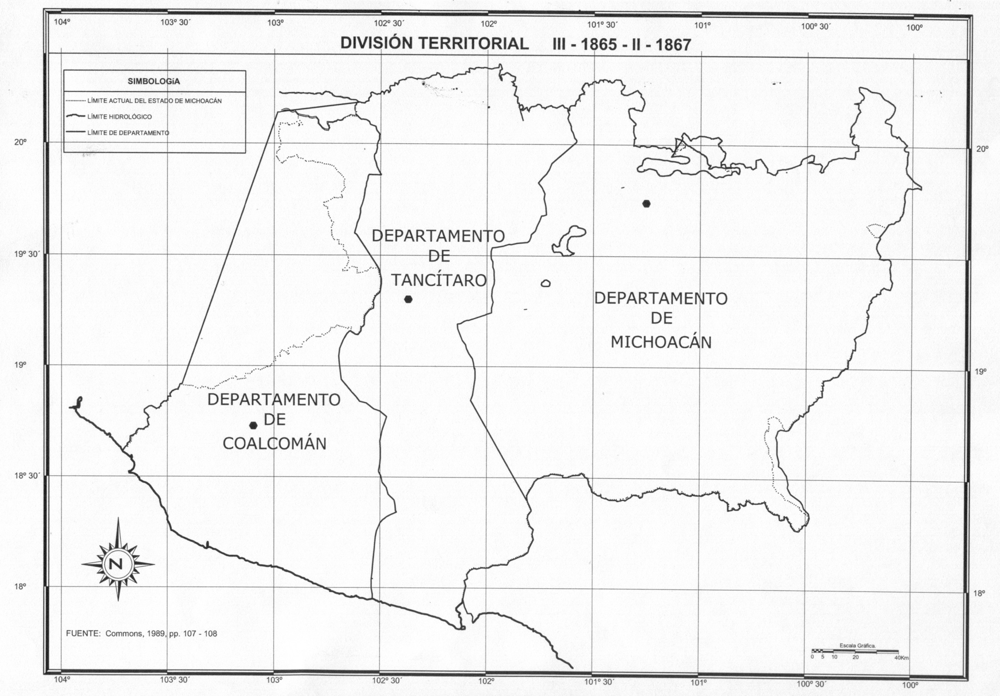 104º 103º 30´ 103º 102º 30´ 102º 101º 30´ 101º 100º 30´ 100º
DIVISIÓN TERRITORIAL III - 1865 - II - 1867
SIMBOLOGíA
LÍMITE ACTUAL DEL ESTADO DE MICHOACÁN
LÍMITE HIDROLÓGICO
LÍMITE DE DEPARTAMENTO
20º 20º
DEPARTAMENTO
DE
TANCÍTARO
19º 30´
DEPARTAMENTO
DE
MICHOACÁN
19º 19º
DEPARTAMENTO
DE
COALCOMÁN
18º 30´
N
18º 18º
FUENTE: Commons, 1989, pp. 107 - 108
Escala Gráfica.
0 5 10 20 40Km
104º 103º 30´ 103º 102º 30´ 102º 101º 30´ 101º 100º 30´ 100º